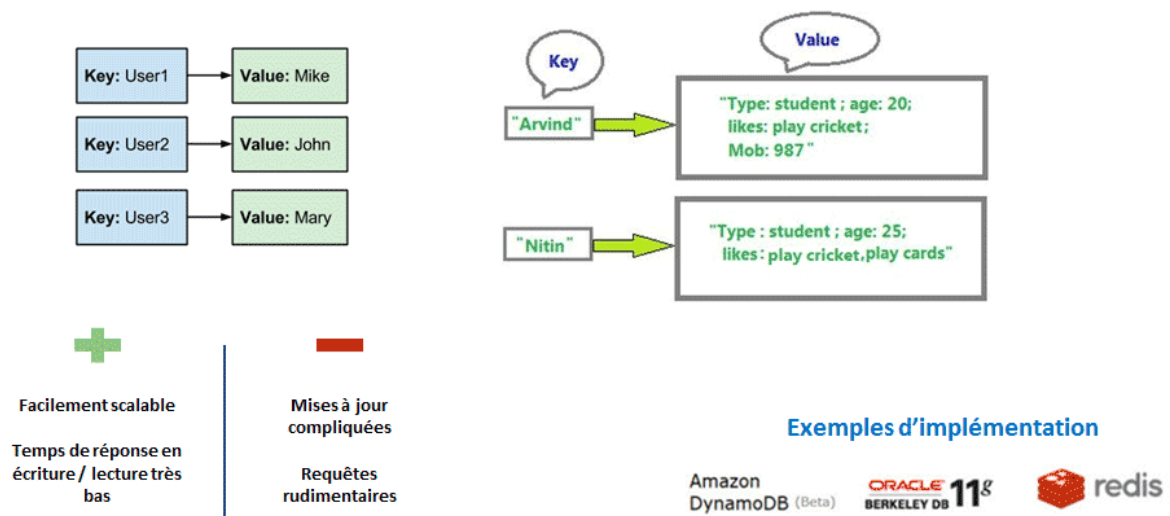 Key: User1
Value: Mike
Key: User2
Value: John
Key: User3
Value: Mary
Key
Value
"Arvind"
"Type: student ; age: 20;
likes: play cricket;
Mob: 987"
"Nitin"
"Type : student ; age: 25;
likes: play cricket,play cards"
Facilement scalable
Temps de réponse en
écriture / lecture très
bas
Mises à jour
compliquées
Requêtes
rudimentaires
Exemples d'implémentation
Amazon
DynamoDB (Beta)
ORACLE
BERKELEY DB 11g
redis